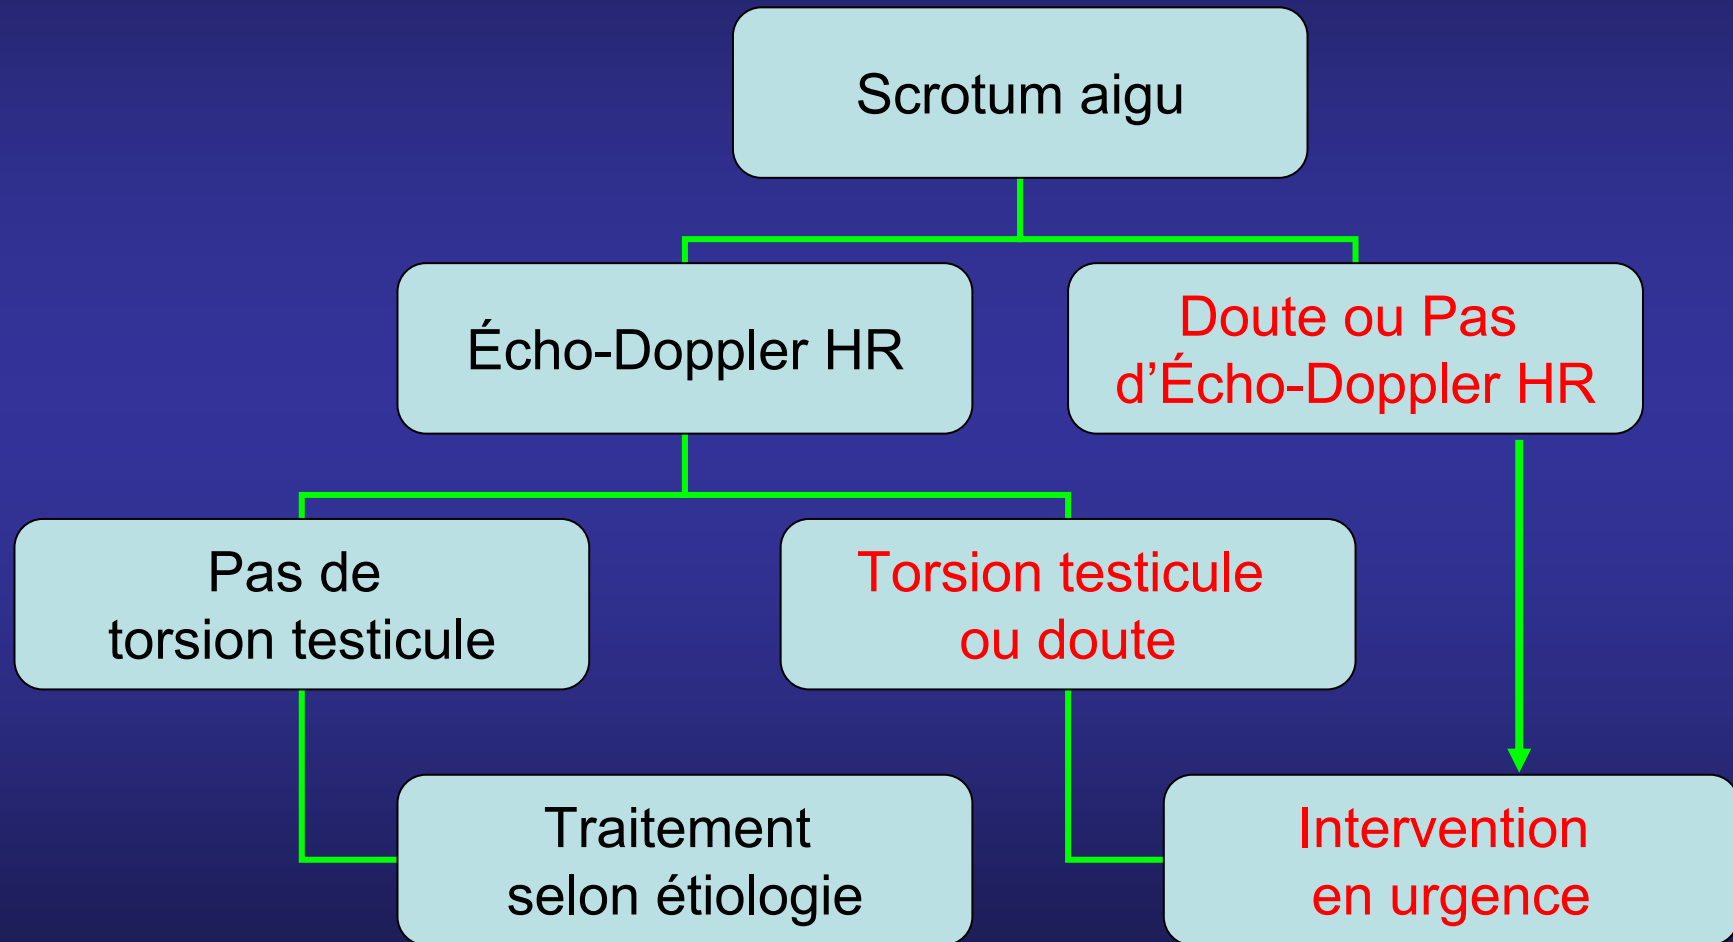 Scrotum aigu
Écho-Doppler HR
Doute ou Pas
d’Écho-Doppler HR
Pas de
torsion testicule
Torsion testicule
ou doute
Traitement
selon étiologie
Intervention
en urgence